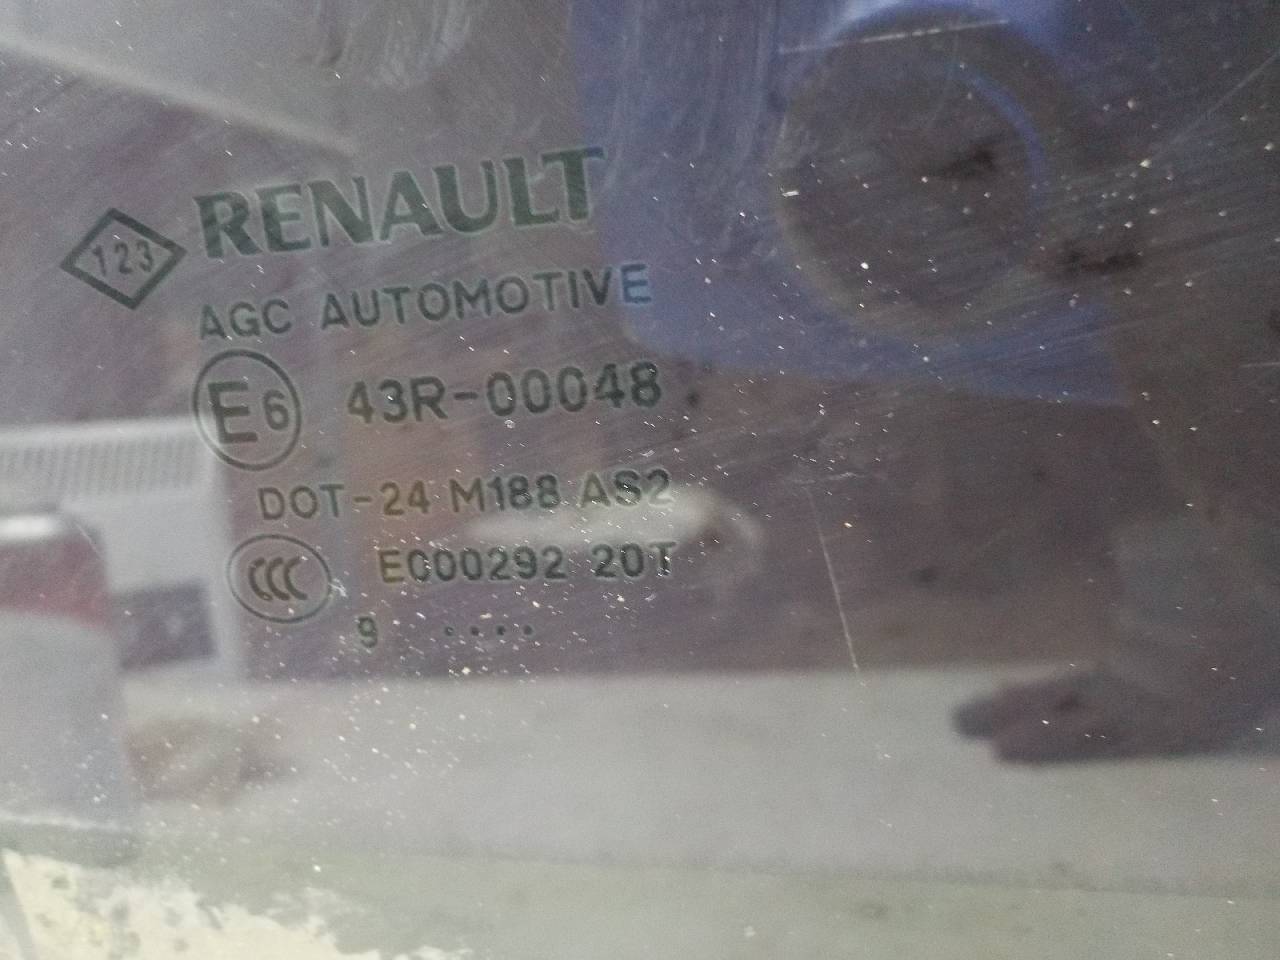 123 RENAULT
AGC AUTOMOTIVE
E6 43R-00048
DOT-24 M188 AS2
CCC E000292 20T
9 ....